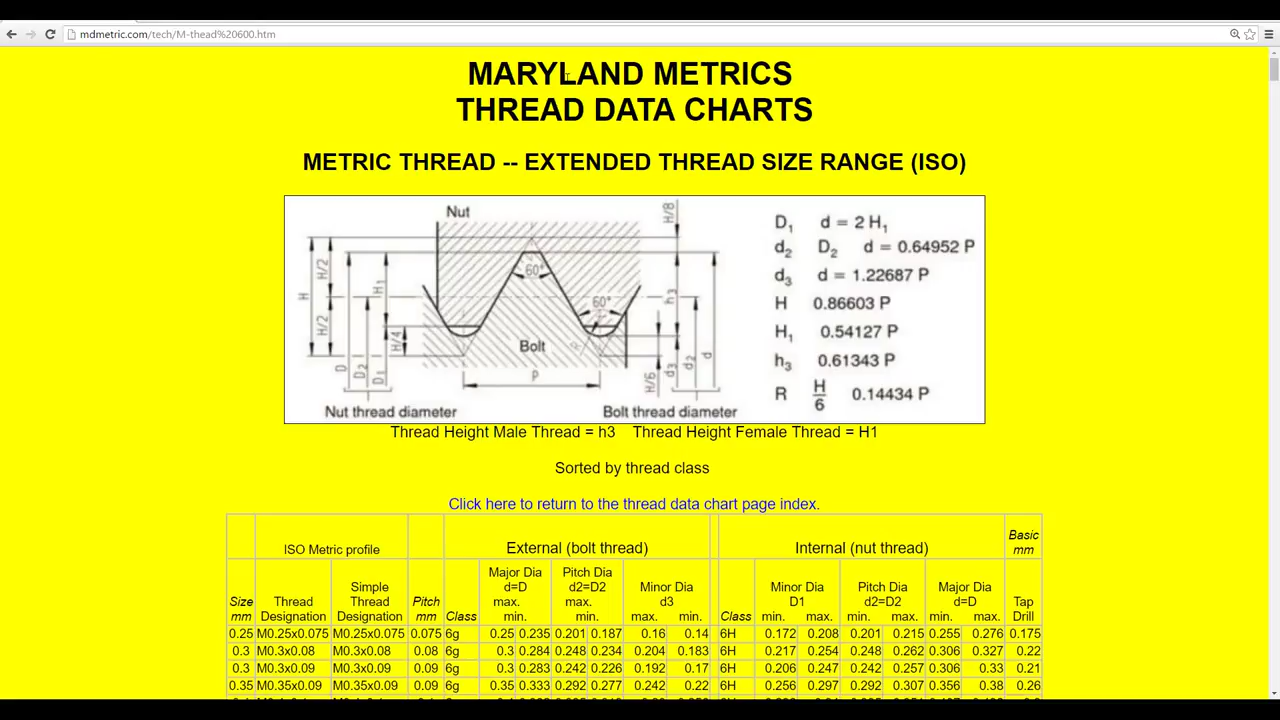 mdmetric.com/tech/M-thead%20600.htm
MARYLAND METRICS
THREAD DATA CHARTS
METRIC THREAD -- EXTENDED THREAD SIZE RANGE (ISO)
Nut
H/8
60°
60°
H
H/2
H/2
H₁
H/4
D
D₂
D₁
R
Bolt
P
h₃
H/6
d₃
d₂
d
Nut thread diameter
Bolt thread diameter
D₁ d = 2 H₁
d₂ D₂ d = 0.64952 P
d₃ d = 1.22687 P
H 0.86603 P
H₁ 0.54127 P
h₃ 0.61343 P
R H/6 0.14434 P
Thread Height Male Thread = h3 Thread Height Female Thread = H1
Sorted by thread class
Click here to return to the thread data chart page index.
ISO Metric profile External (bolt thread) Internal (nut thread) Basic mm
Size mm Thread Designation Simple Thread Designation Pitch mm Class Major Dia d=D max. min. Pitch Dia d2=D2 max. min. Minor Dia d3 max. min. Class Minor Dia D1 min. max. Pitch Dia d2=D2 min. max. Major Dia d=D min. max. Tap Drill
0.25 M0.25x0.075 M0.25x0.075 0.075 6g 0.25 0.235 0.201 0.187 0.16 0.14 6H 0.172 0.208 0.201 0.215 0.255 0.276 0.175
0.3 M0.3x0.08 M0.3x0.08 0.08 6g 0.3 0.284 0.248 0.234 0.204 0.183 6H 0.217 0.254 0.248 0.262 0.306 0.327 0.22
0.3 M0.3x0.09 M0.3x0.09 0.09 6g 0.3 0.283 0.242 0.226 0.192 0.17 6H 0.206 0.247 0.242 0.257 0.306 0.33 0.21
0.35 M0.35x0.09 M0.35x0.09 0.09 6g 0.35 0.333 0.292 0.277 0.242 0.22 6H 0.256 0.297 0.292 0.307 0.356 0.38 0.26